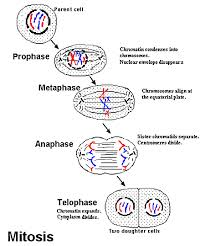 Parent cell
Prophase
Chromatin condenses into
chromosomes.
Nuclear envelope disappears
Metaphase
Chromosomes align at
the equatorial plate.
Anaphase
Sister chromatids separate.
Centromeres divide.
Telophase
Chromatin expands.
Cytoplasm divides.
Two daughter cells
Mitosis